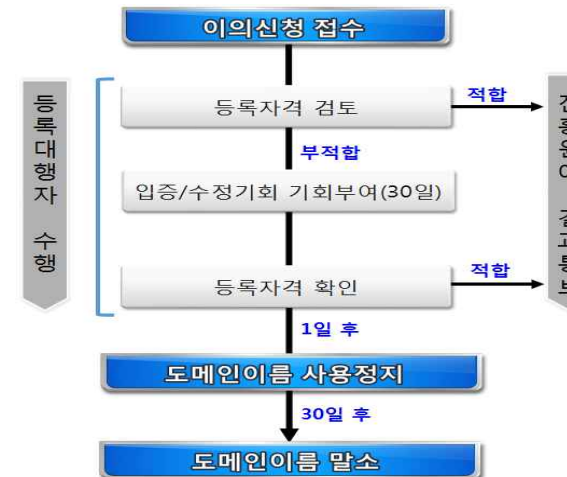 이의신청 접수
등록대행자 수행
등록자격 검토
적합
부적합
입증/수정기회 기회부여(30일)
등록자격 확인
적합
1일 후
도메인이름 사용정지
30일 후
도메인이름 말소